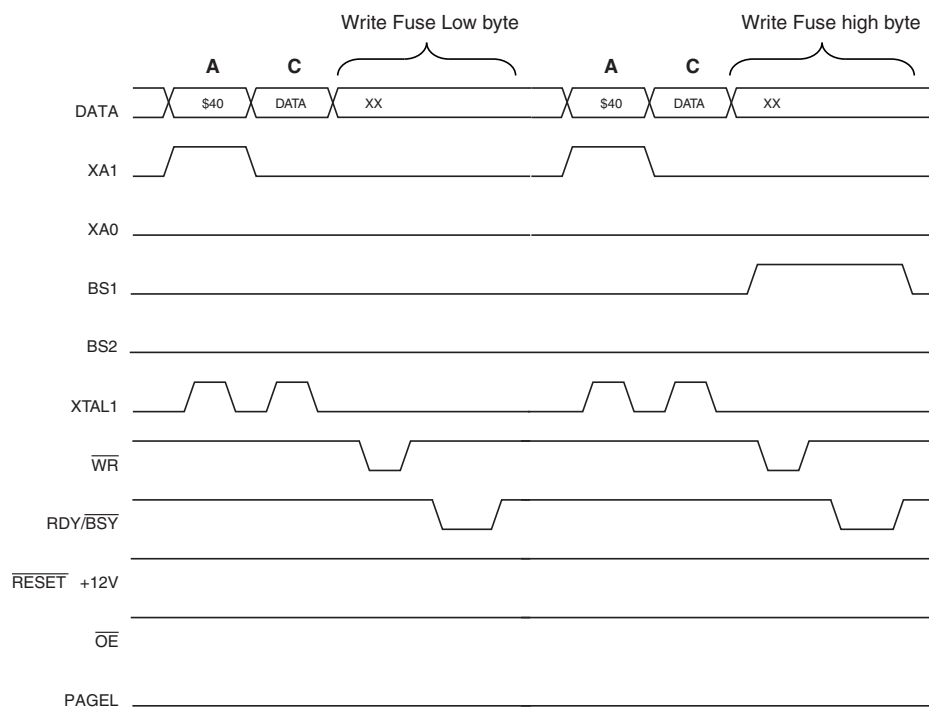 Write Fuse Low byte Write Fuse high byte
A C A C
DATA $40 DATA XX $40 DATA XX
XA1
XA0
BS1
BS2
XTAL1
WR
RDY/BSY
RESET +12V
OE
PAGEL